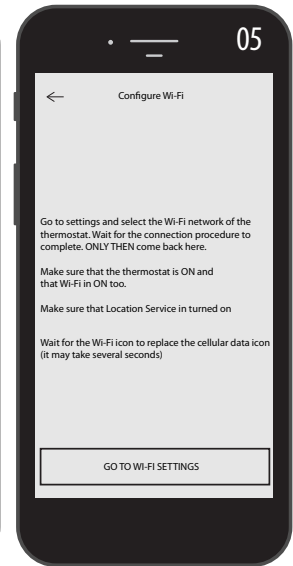 05
Configure Wi-Fi
Go to settings and select the Wi-Fi network of the
thermostat. Wait for the connection procedure to
complete. ONLY THEN come back here.
Make sure that the thermostat is ON and
that Wi-Fi in ON too.
Make sure that Location Service in turned on
Wait for the Wi-Fi icon to replace the cellular data icon
(it may take several seconds)
GO TO WI-FI SETTINGS